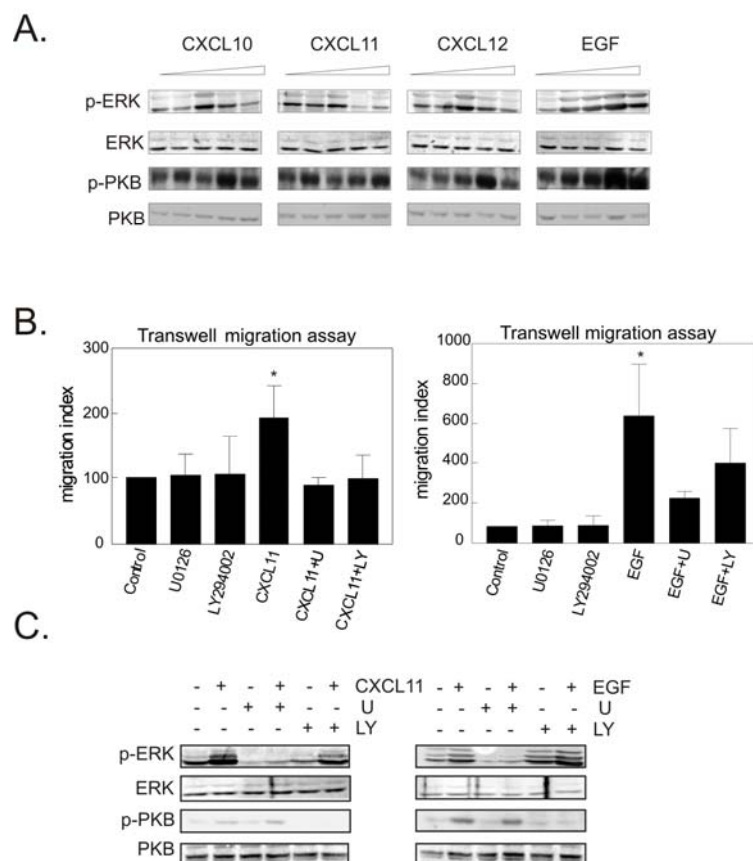 A.
CXCL10 CXCL11 CXCL12 EGF
p-ERK
ERK
p-PKB
PKB
B.
Transwell migration assay
300
200
100
0
migration index
*
Control
U0126
LY294002
CXCL11
CXCL11+U
CXCL11+LY
Transwell migration assay
1000
800
600
400
200
0
migration index
*
Control
U0126
LY294002
EGF
EGF+U
EGF+LY
C.
- + - + - + CXCL11
- - + + - - U
- - - - + + LY
p-ERK
ERK
p-PKB
PKB
- + - + - + EGF
- - + + - - U
- - - - + + LY